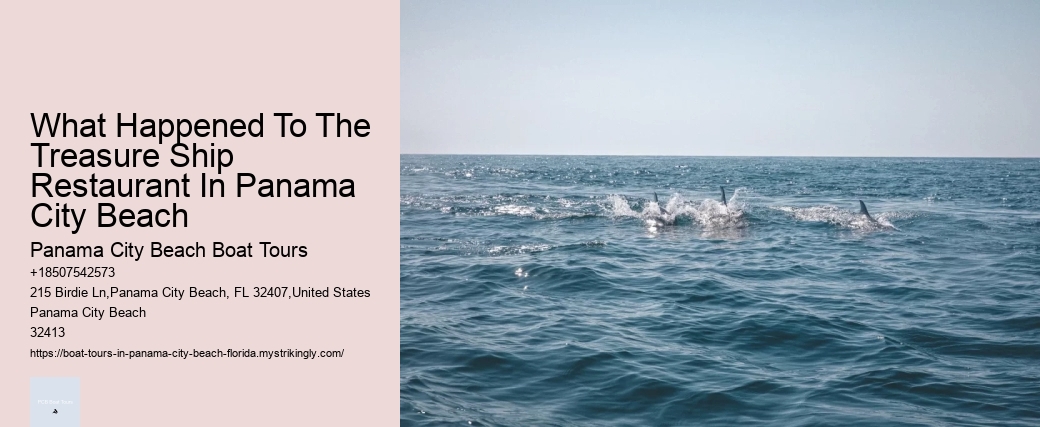 What Happened To The
Treasure Ship
Restaurant In Panama
City Beach
Panama City Beach Boat Tours
+18507542573
215 Birdie Ln,Panama City Beach, FL 32407,United States
Panama City Beach
32413
https://boat-tours-in-panama-city-beach-florida.mystrikingly.com/